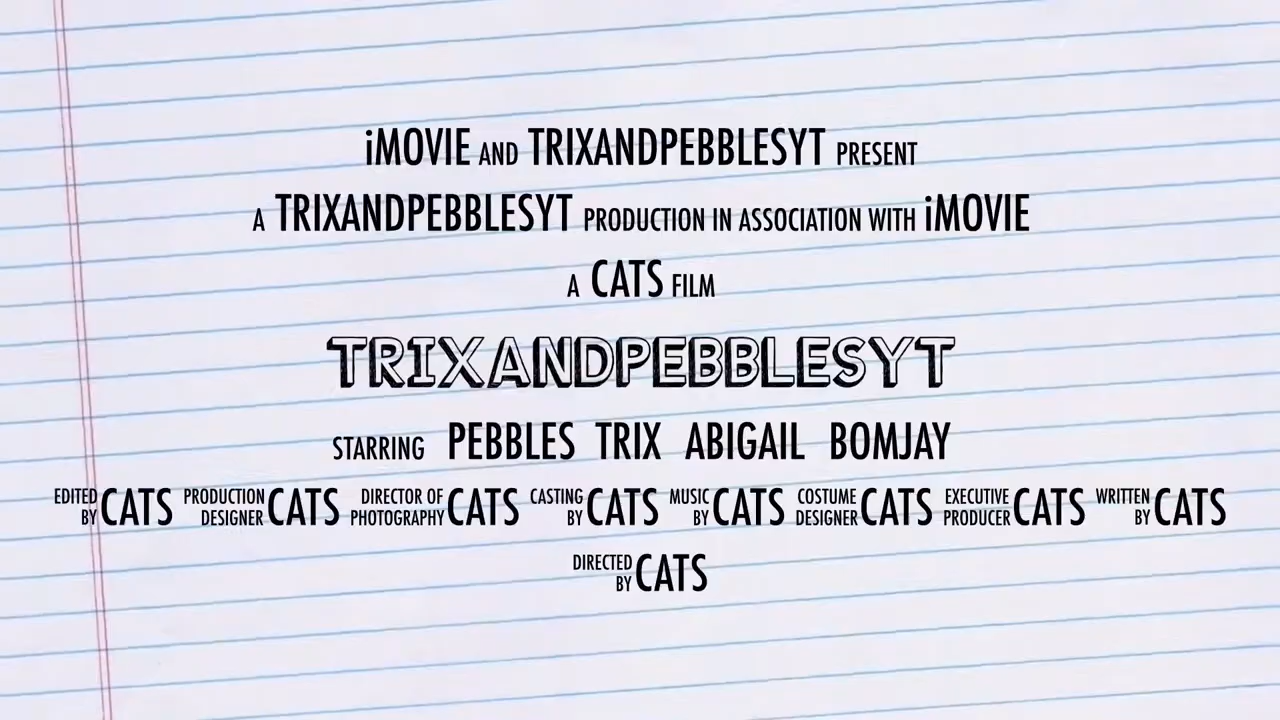 iMOVIE AND TRIXANDPEBBLESYT PRESENT
A TRIXANDPEBBLESYT PRODUCTION IN ASSOCIATION WITH iMOVIE
A CATS FILM
TRIXANDPEBBLESYT
STARRING PEBBLES TRIX ABIGAIL BOMJAY
EDITED BY CATS PRODUCTION DESIGNER CATS DIRECTOR OF PHOTOGRAPHY CATS CASTING BY CATS MUSIC BY CATS COSTUME DESIGNER CATS EXECUTIVE PRODUCER CATS WRITTEN BY CATS
DIRECTED BY CATS